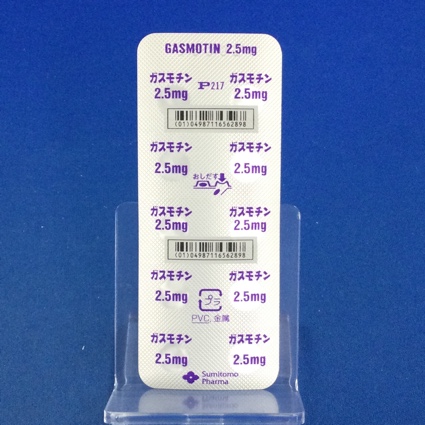 GASMOTIN 2.5mg
ガスモチン 2.5mg
P217
ガスモチン 2.5mg
(01)04987116562898
ガスモチン 2.5mg
ガスモチン 2.5mg
おしだす
ガスモチン 2.5mg
ガスモチン 2.5mg
(01)04987116562898
ガスモチン 2.5mg
ガスモチン 2.5mg
プラ
PVC, 金属
ガスモチン 2.5mg
ガスモチン 2.5mg
Sumitomo
Pharma